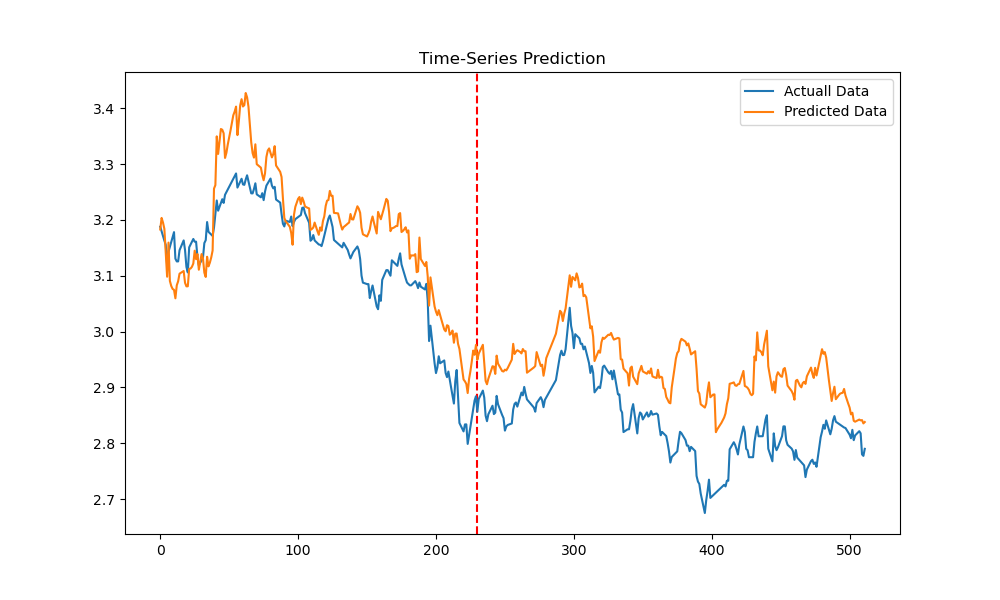 Time-Series Prediction
Actuall Data
Predicted Data
3.4
3.3
3.2
3.1
3.0
2.9
2.8
2.7
0 100 200 300 400 500